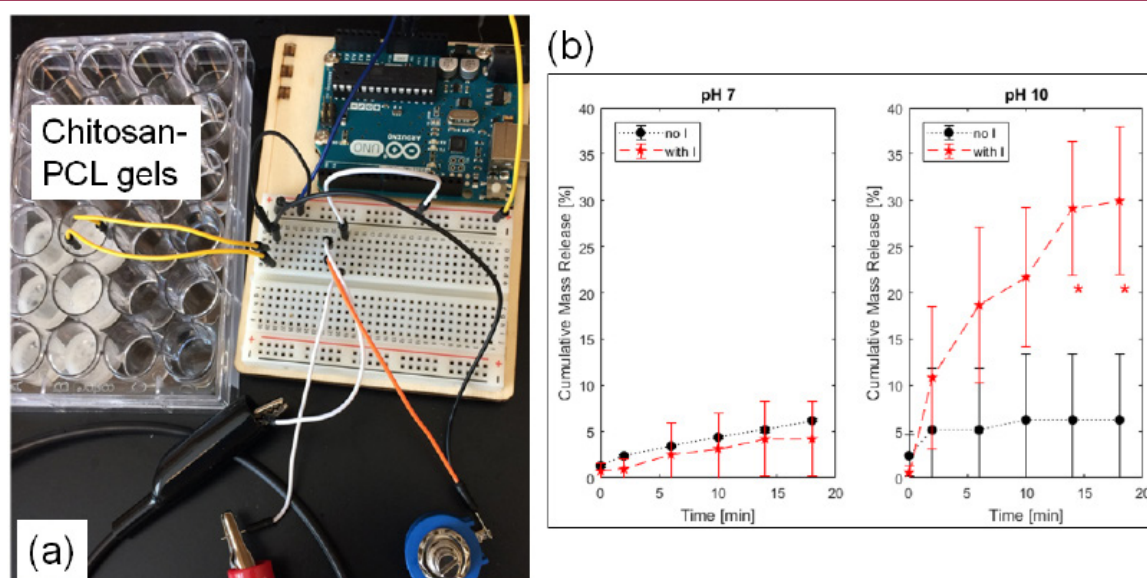 Chitosan-
PCL gels
UNO
ARDUINO
(a)
(b)
pH 7
no I
with I
Cumulative Mass Release [%]
40
35
30
25
20
15
10
5
0
0 5 10 15 20
Time [min]
pH 10
no I
with I
Cumulative Mass Release [%]
40
35
30
25
20
15
10
5
0
*
*
0 5 10 15 20
Time [min]